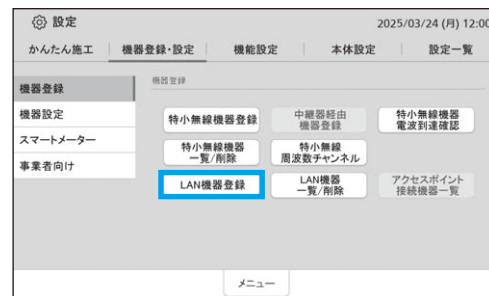 設定
2025/03/24 (月) 12:00
かんたん施工
機器登録・設定
機能設定
本体設定
設定一覧
機器登録
機器設定
スマートメーター
事業者向け
機器登録
特小無線機器登録
中継器経由
機器登録
特小無線機器
電波到達確認
特小無線機器
一覧/削除
特小無線
周波数チャンネル
LAN機器登録
LAN機器
一覧/削除
アクセスポイント
接続機器一覧
メニュー